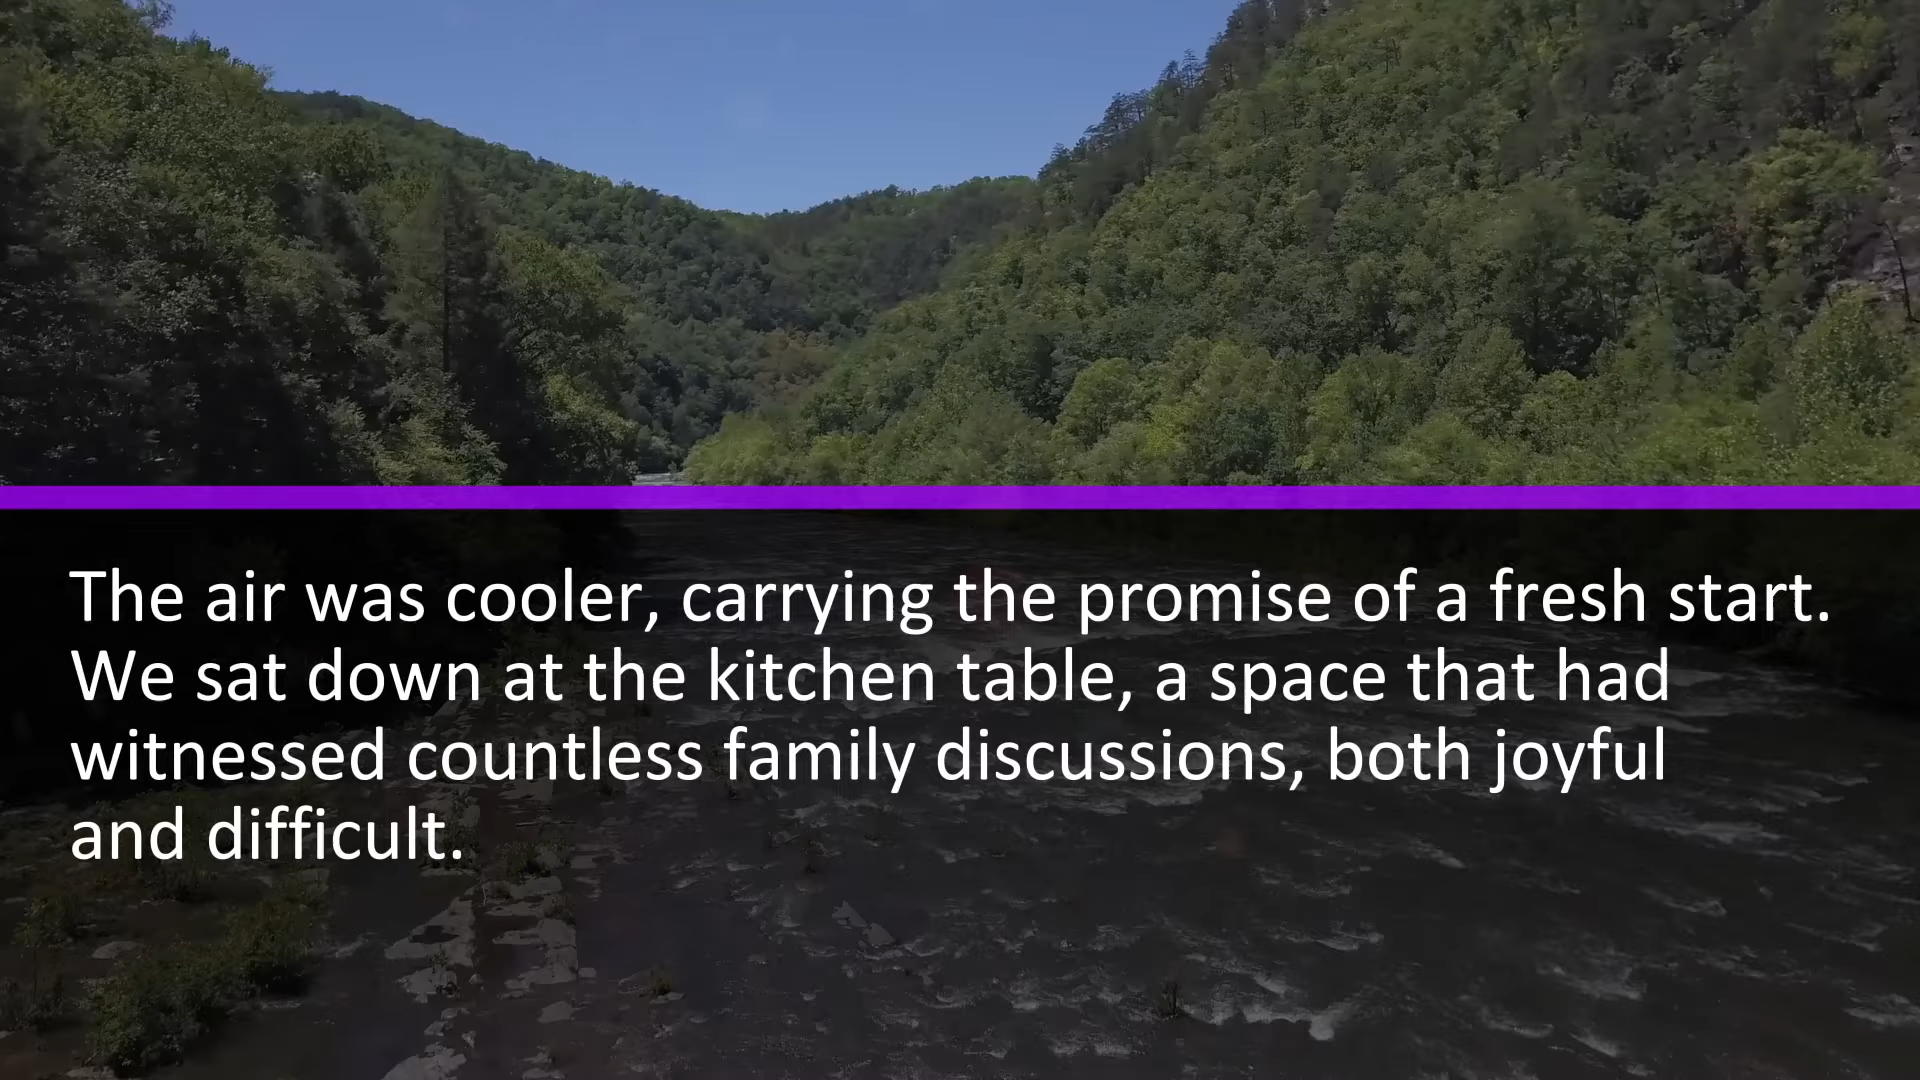 The air was cooler, carrying the promise of a fresh start.
We sat down at the kitchen table, a space that had
witnessed countless family discussions, both joyful
and difficult.